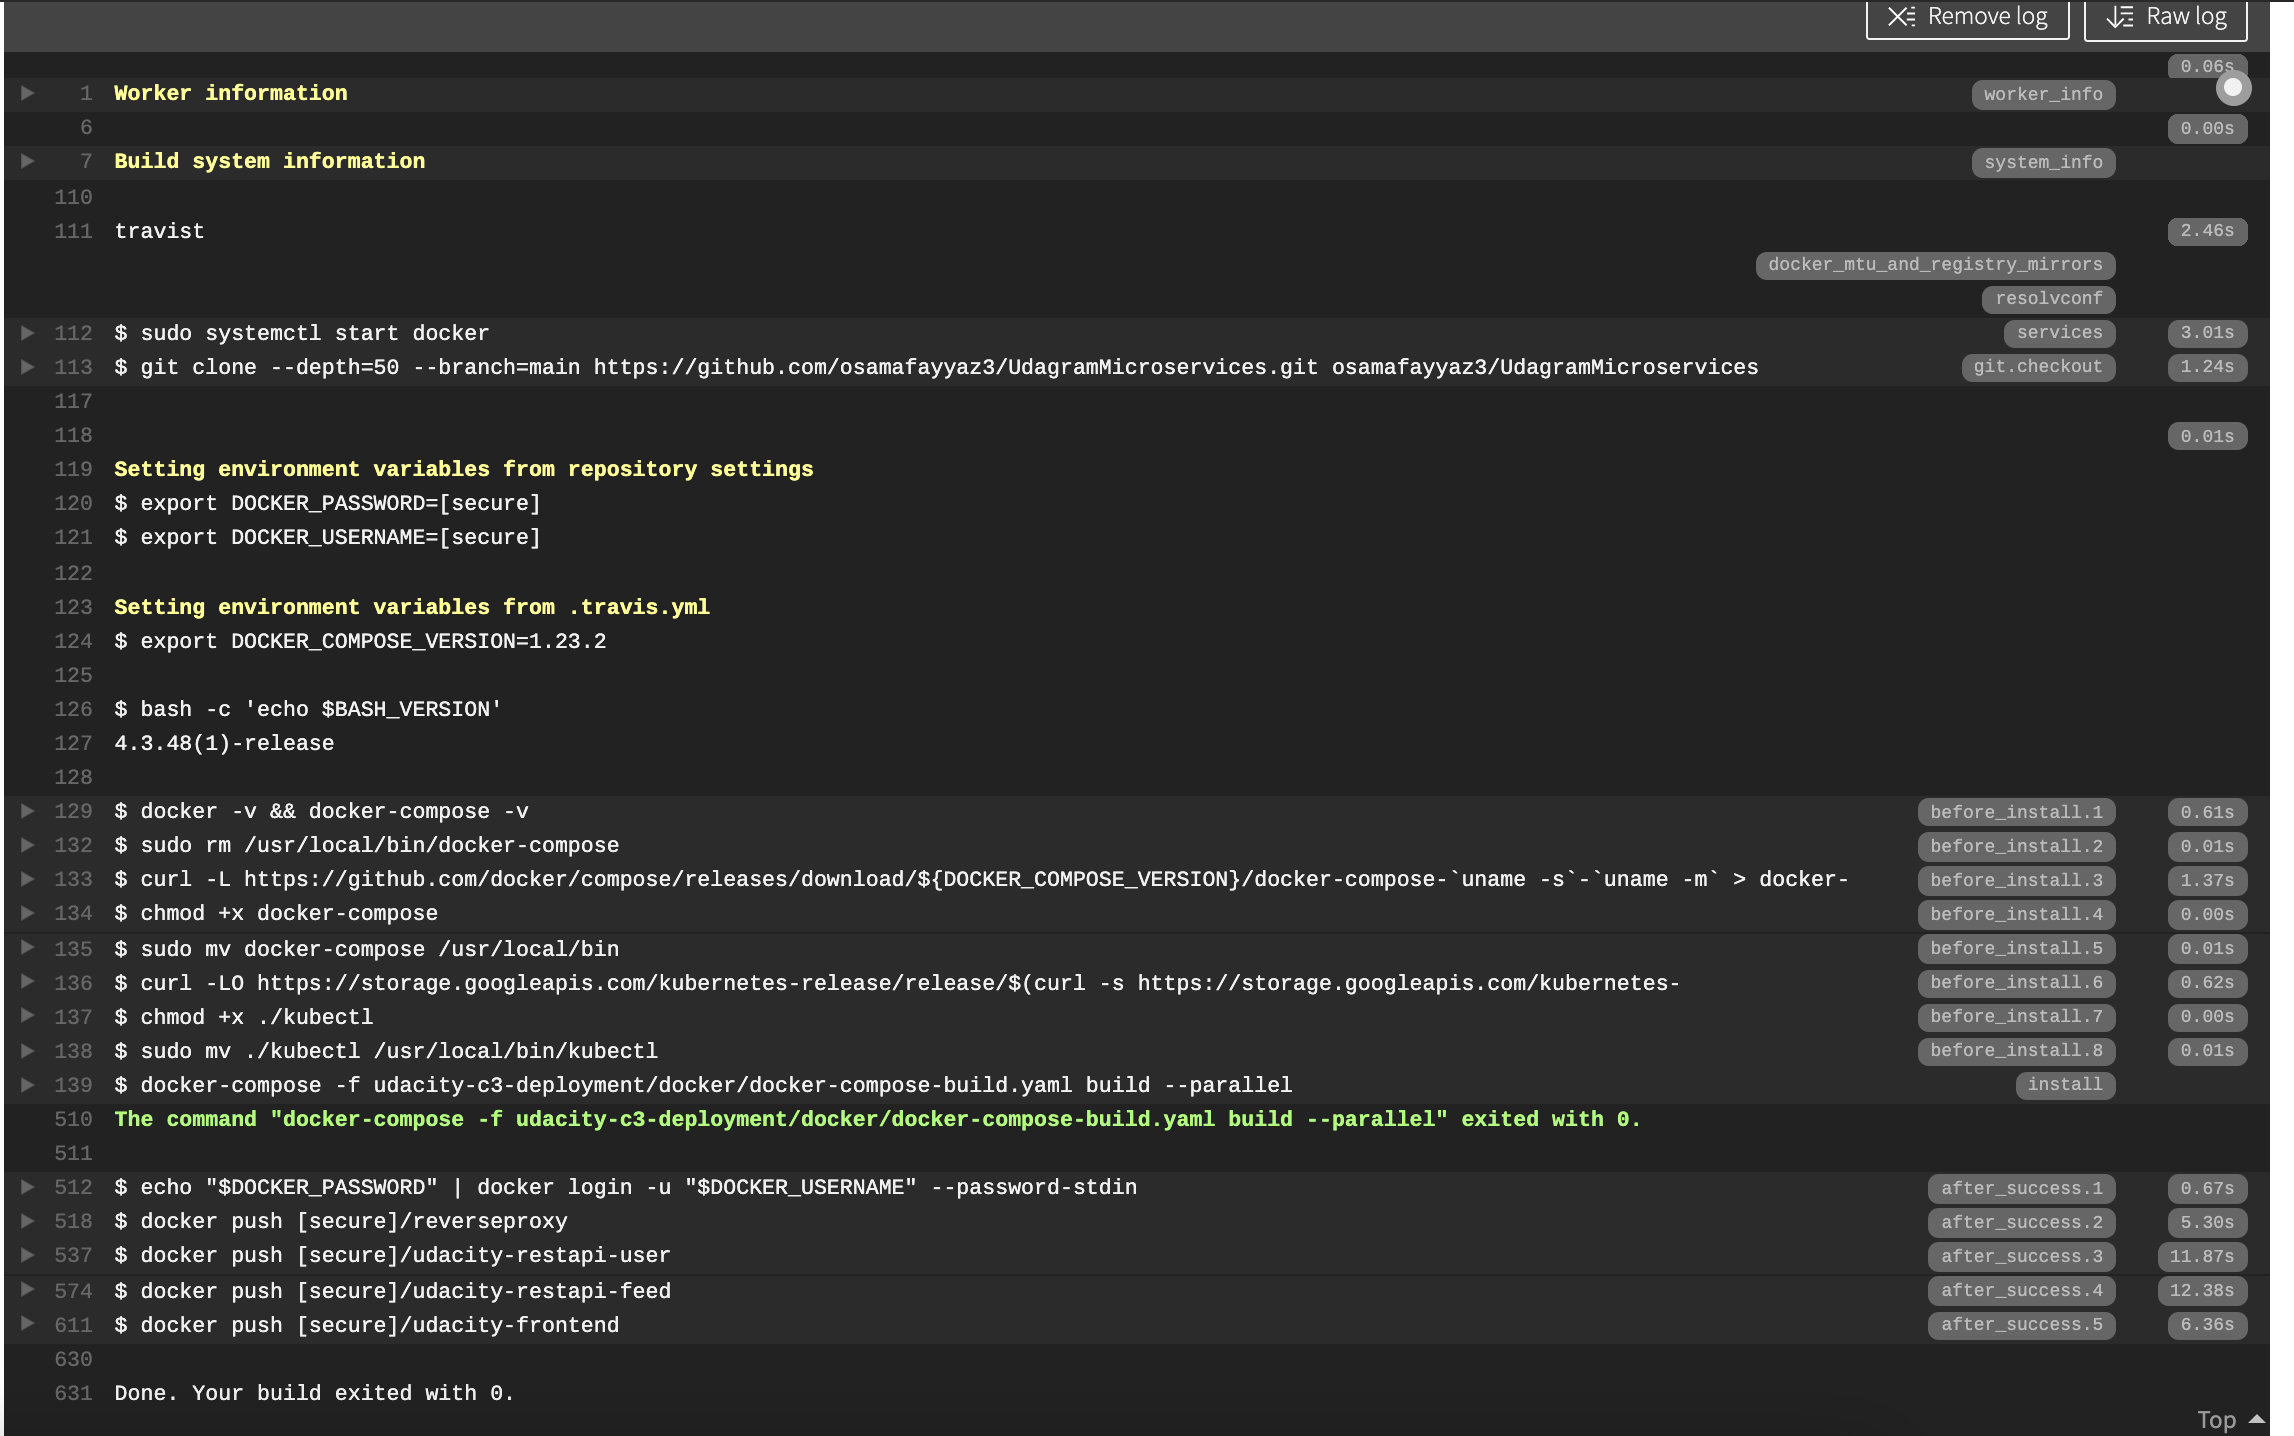 Remove log Raw log
0.06s
1 Worker information worker_info
6 0.00s
7 Build system information system_info
110
111 travist 2.46s
docker_mtu_and_registry_mirrors
resolvconf
112 $ sudo systemctl start docker services 3.01s
113 $ git clone --depth=50 --branch=main https://github.com/osamafayyaz3/UdagramMicroservices.git osamafayyaz3/UdagramMicroservices git.checkout 1.24s
117
118 0.01s
119 Setting environment variables from repository settings
120 $ export DOCKER_PASSWORD=[secure]
121 $ export DOCKER_USERNAME=[secure]
122
123 Setting environment variables from .travis.yml
124 $ export DOCKER_COMPOSE_VERSION=1.23.2
125
126 $ bash -c 'echo $BASH_VERSION'
127 4.3.48(1)-release
128
129 $ docker -v && docker-compose -v before_install.1 0.61s
132 $ sudo rm /usr/local/bin/docker-compose before_install.2 0.01s
133 $ curl -L https://github.com/docker/compose/releases/download/${DOCKER_COMPOSE_VERSION}/docker-compose-`uname -s`-`uname -m` > docker- before_install.3 1.37s
134 $ chmod +x docker-compose before_install.4 0.00s
135 $ sudo mv docker-compose /usr/local/bin before_install.5 0.01s
136 $ curl -LO https://storage.googleapis.com/kubernetes-release/release/$(curl -s https://storage.googleapis.com/kubernetes- before_install.6 0.62s
137 $ chmod +x ./kubectl before_install.7 0.00s
138 $ sudo mv ./kubectl /usr/local/bin/kubectl before_install.8 0.01s
139 $ docker-compose -f udacity-c3-deployment/docker/docker-compose-build.yaml build --parallel install
510 The command "docker-compose -f udacity-c3-deployment/docker/docker-compose-build.yaml build --parallel" exited with 0.
511
512 $ echo "$DOCKER_PASSWORD" | docker login -u "$DOCKER_USERNAME" --password-stdin after_success.1 0.67s
518 $ docker push [secure]/reverseproxy after_success.2 5.30s
537 $ docker push [secure]/udacity-restapi-user after_success.3 11.87s
574 $ docker push [secure]/udacity-restapi-feed after_success.4 12.38s
611 $ docker push [secure]/udacity-frontend after_success.5 6.36s
630
631 Done. Your build exited with 0.
Top